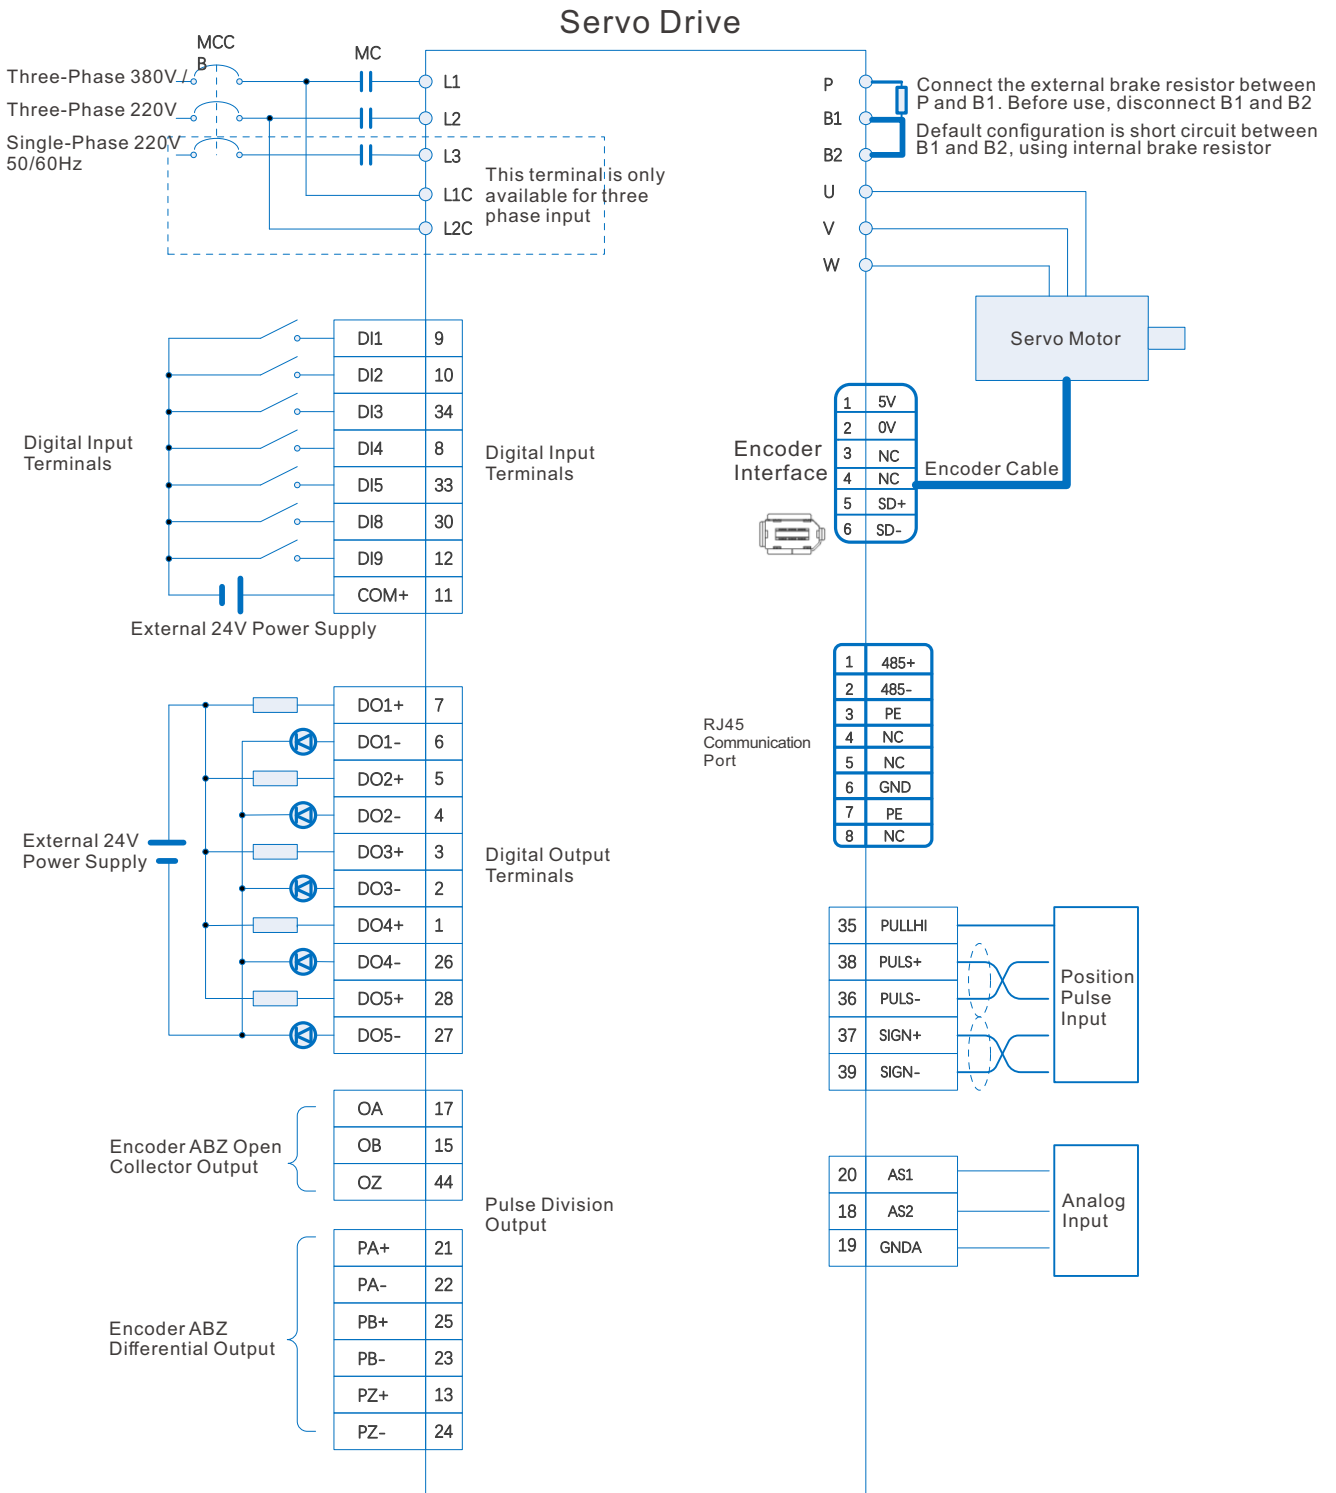 Servo Drive
MCC
B
MC
Three-Phase 380V /
Three-Phase 220V
Single-Phase 220V
50/60Hz
L1
L2
L3
L1C
L2C
This terminal is only
available for three
phase input
P
B1
B2
U
V
W
Connect the external brake resistor between
P and B1. Before use, disconnect B1 and B2
Default configuration is short circuit between
B1 and B2, using internal brake resistor
Servo Motor
Digital Input
Terminals
DI1 9
DI2 10
DI3 34
DI4 8
DI5 33
DI8 30
DI9 12
COM+ 11
Digital Input
Terminals
External 24V Power Supply
Encoder
Interface
1 5V
2 0V
3 NC
4 NC
5 SD+
6 SD-
Encoder Cable
RJ45
Communication
Port
1 485+
2 485-
3 PE
4 NC
5 NC
6 GND
7 PE
8 NC
External 24V
Power Supply
DO1+ 7
DO1- 6
DO2+ 5
DO2- 4
DO3+ 3
DO3- 2
DO4+ 1
DO4- 26
DO5+ 28
DO5- 27
Digital Output
Terminals
35 PULLHI
38 PULS+
36 PULS-
37 SIGN+
39 SIGN-
Position
Pulse
Input
Encoder ABZ Open
Collector Output
OA 17
OB 15
OZ 44
Pulse Division
Output
20 AS1
18 AS2
19 GNDA
Analog
Input
Encoder ABZ
Differential Output
PA+ 21
PA- 22
PB+ 25
PB- 23
PZ+ 13
PZ- 24